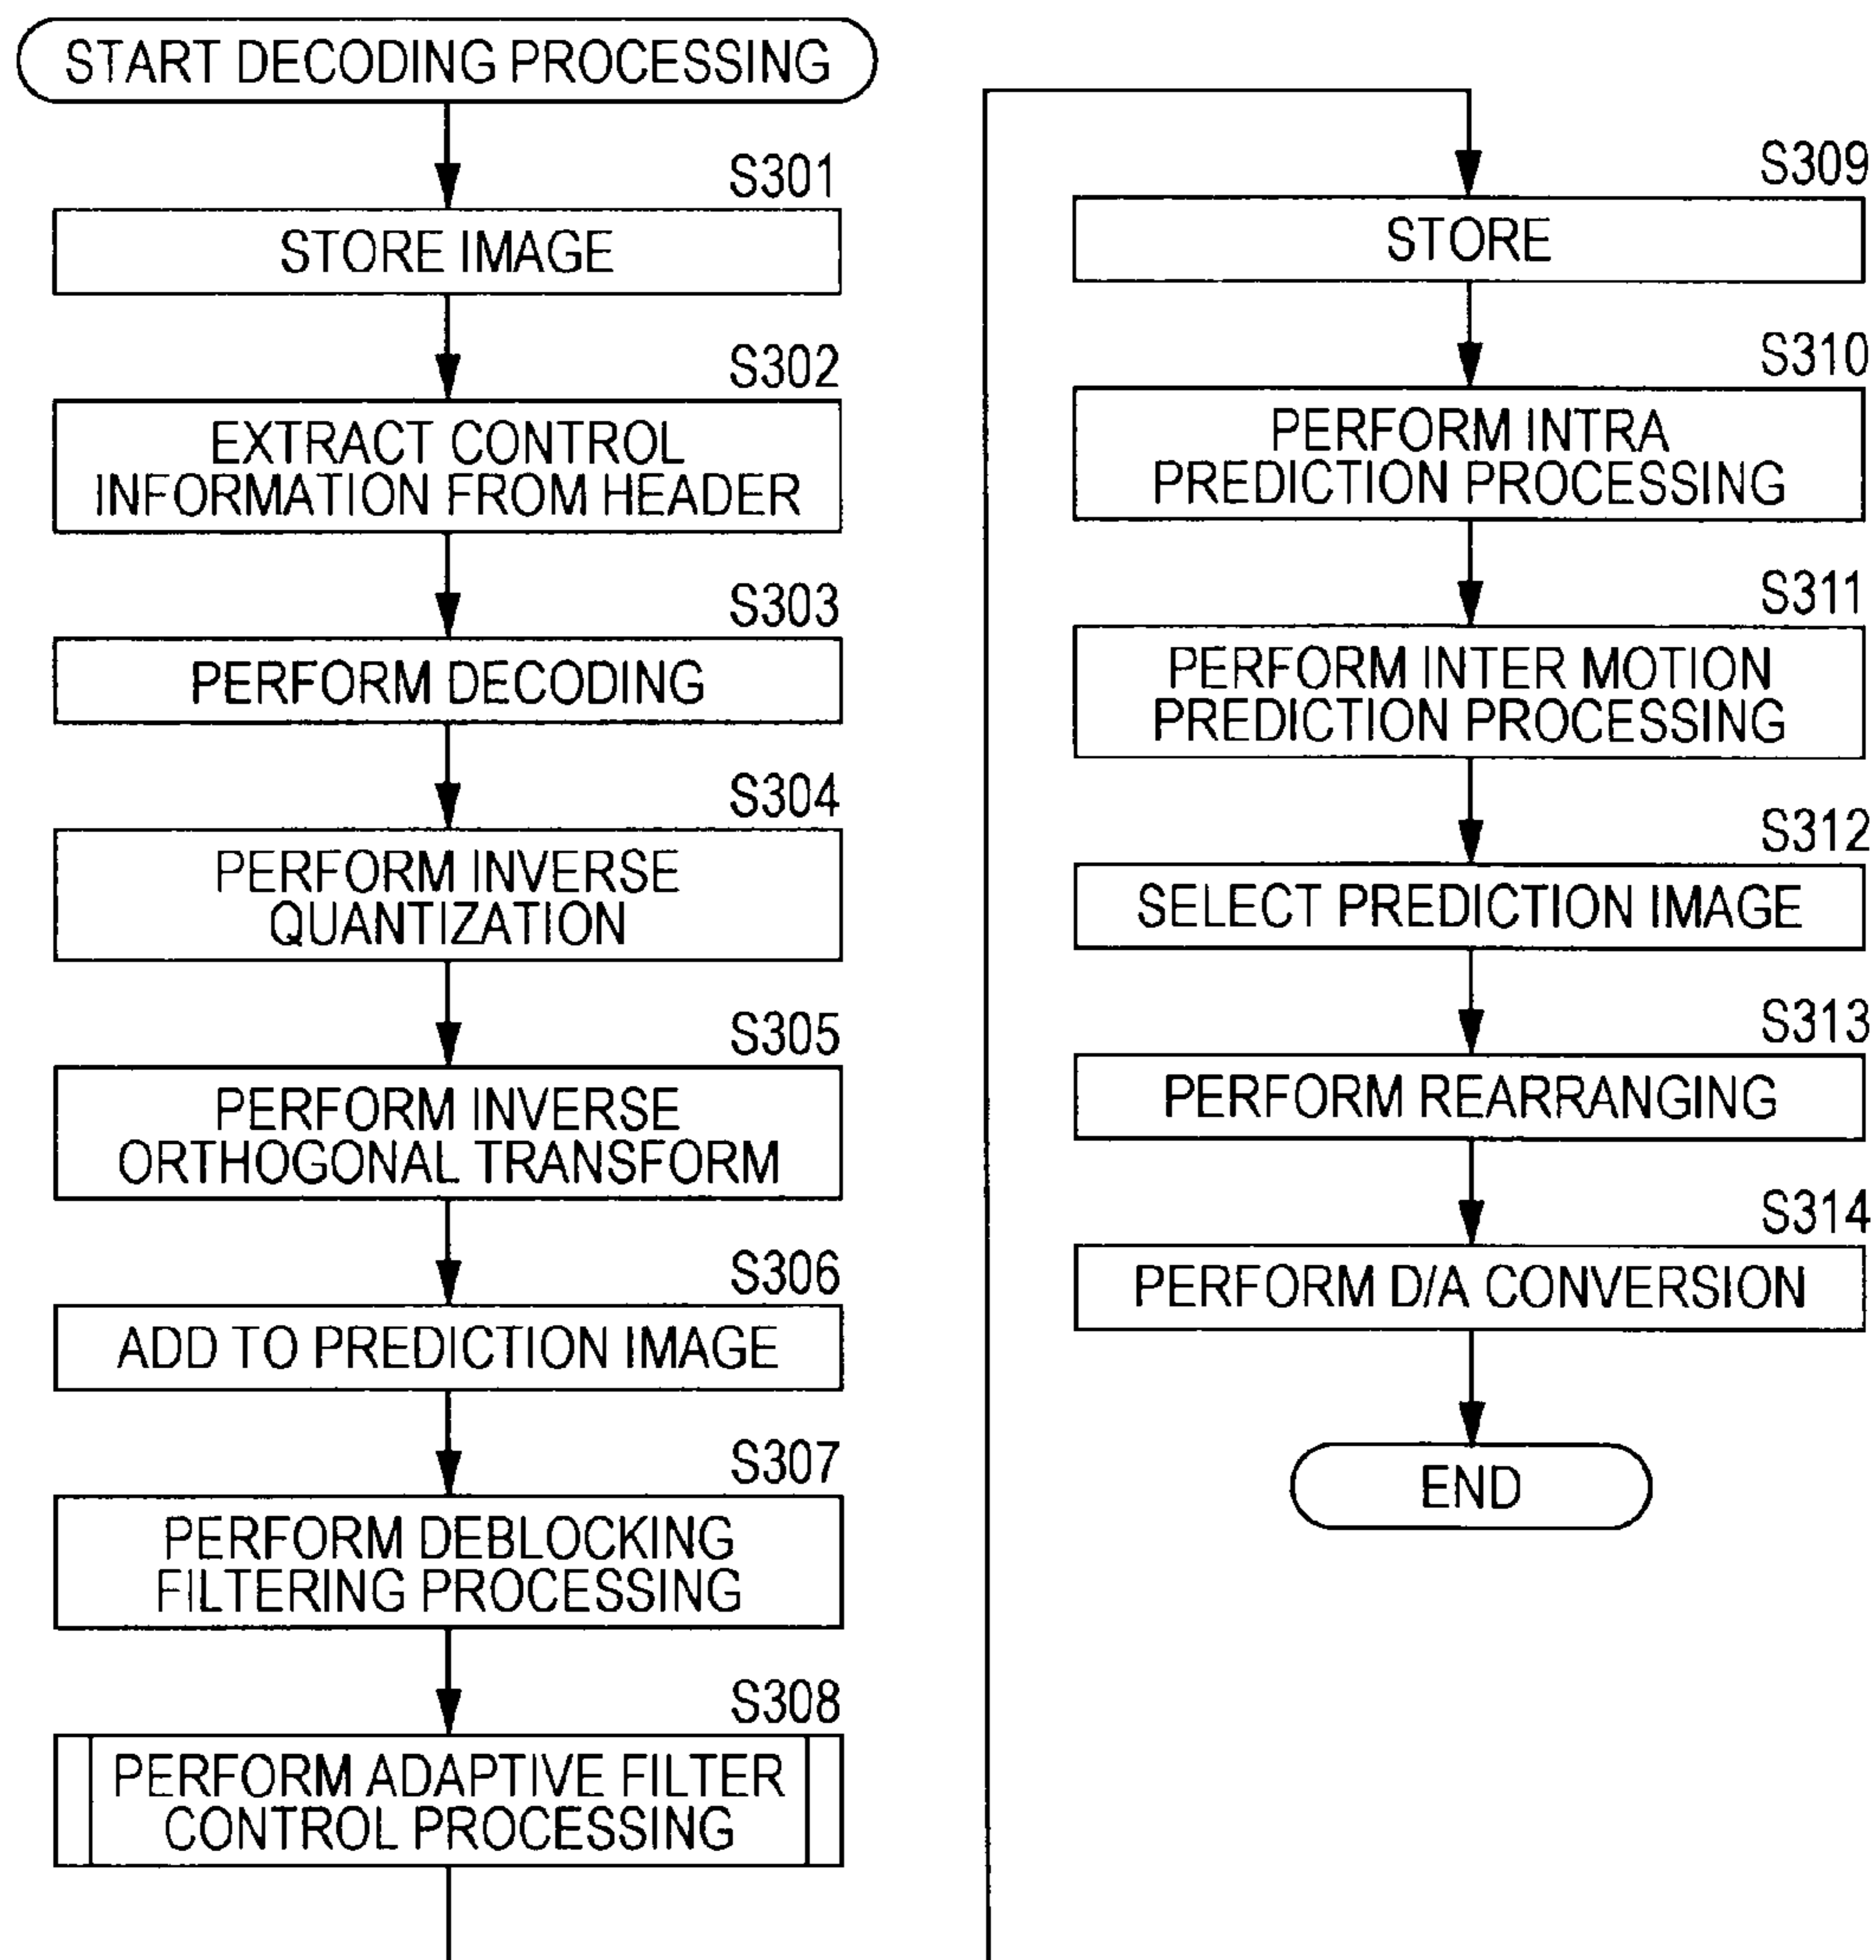 START DECODING PROCESSING
S301
STORE IMAGE
S302
EXTRACT CONTROL
INFORMATION FROM HEADER
S303
PERFORM DECODING
S304
PERFORM INVERSE
QUANTIZATION
S305
PERFORM INVERSE
ORTHOGONAL TRANSFORM
S306
ADD TO PREDICTION IMAGE
S307
PERFORM DEBLOCKING
FILTERING PROCESSING
S308
PERFORM ADAPTIVE FILTER
CONTROL PROCESSING
S309
STORE
S310
PERFORM INTRA
PREDICTION PROCESSING
S311
PERFORM INTER MOTION
PREDICTION PROCESSING
S312
SELECT PREDICTION IMAGE
S313
PERFORM REARRANGING
S314
PERFORM D/A CONVERSION
END